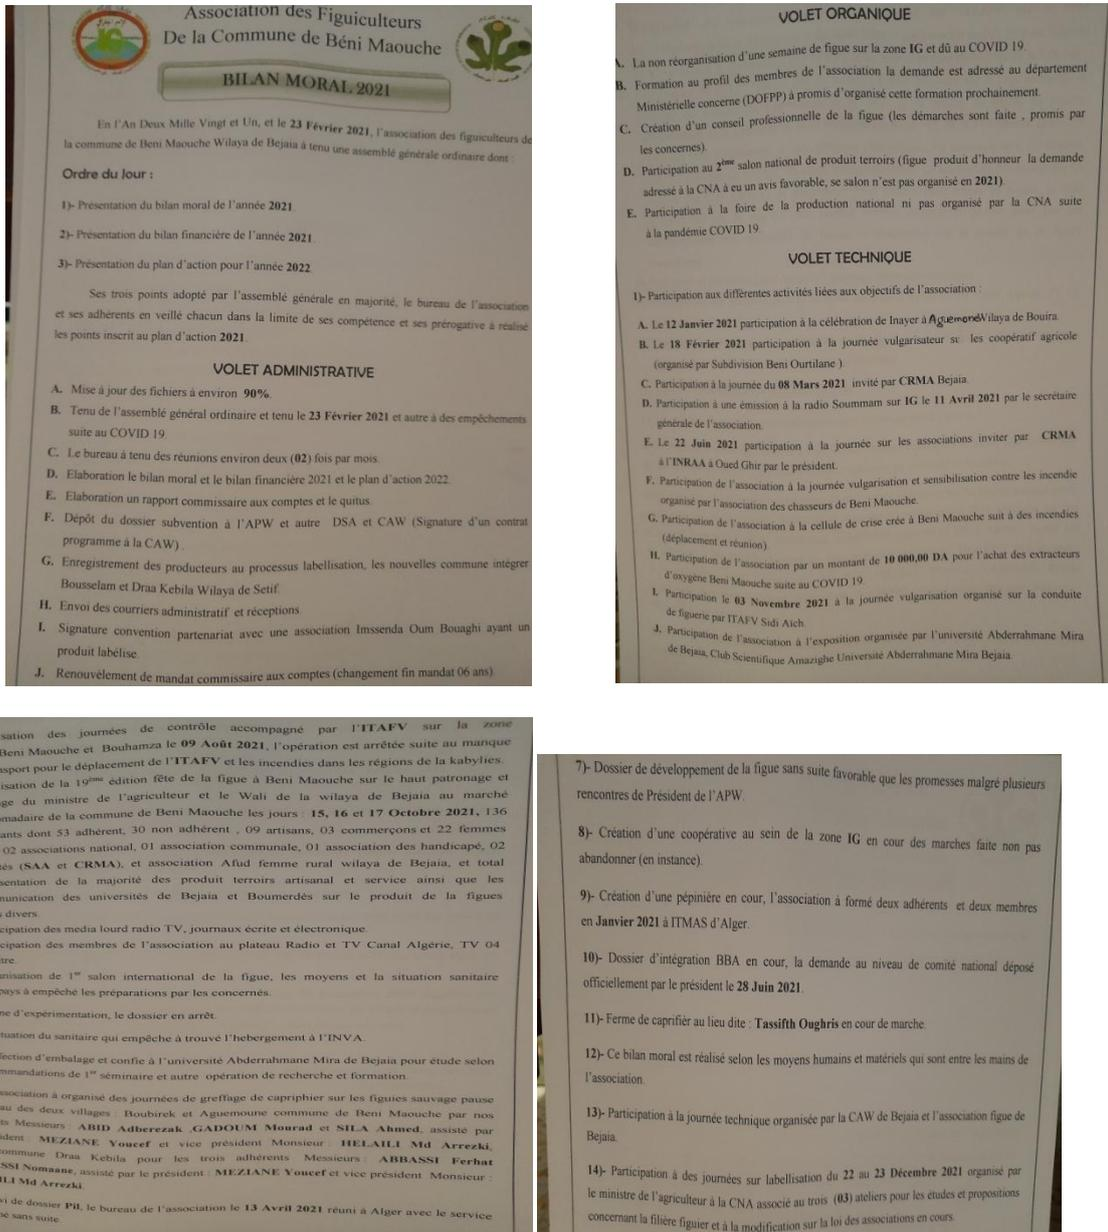 Association des Figuiculteurs
De la Commune de Béni Maouche
BILAN MORAL 2021
En l'An Deux Mille Vingt et Un, et le 23 Février 2021, l'association des figuiculteurs de
la commune de Beni Maouche Wilaya de Bejaia à tenu une assemblé générale ordinaire dont :
Ordre du Jour :
1)- Présentation du bilan moral de l'année 2021.
2)- Présentation du bilan financière de l'année 2021.
3)- Présentation du plan d'action pour l'année 2022.
Ses trois points adopté par l'assemblé générale en majorité, le bureau de l'association
et ses adhérents en veillé chacun dans la limite de ses compétence et ses prérogative à réalisé
les points inscrit au plan d'action 2021.
VOLET ADMINISTRATIVE
A. Mise à jour des fichiers à environ 90%.
B. Tenu de l'assemblé général ordinaire et tenu le 23 Février 2021 et autre à des empêchements
suite au COVID 19.
C. Le bureau à tenu des réunions environ deux (02) fois par mois.
D. Elaboration le bilan moral et le bilan financière 2021 et le plan d'action 2022.
E. Elaboration un rapport commissaire aux comptes et le quitus.
F. Dépôt du dossier subvention à l'APW et autre DSA et CAW (Signature d'un contrat
programme à la CAW) .
G. Enregistrement des producteurs au processus labellisation, les nouvelles commune intégrer
Bousselam et Draa Kebila Wilaya de Setif.
H. Envoi des courriers administratif et réceptions.
I. Signature convention partenariat avec une association Imssenda Oum Bouaghi ayant un
produit labélise.
J. Renouvèlement de mandat commissaire aux comptes (changement fin mandat 06 ans).
VOLET ORGANIQUE
A. La non réorganisation d'une semaine de figue sur la zone IG et dû au COVID 19.
B. Formation au profil des membres de l'association la demande est adressé au département
Ministérielle concerne (DOFPP) à promis d'organisé cette formation prochainement.
C. Création d'un conseil professionnelle de la figue (les démarches sont faite , promis par
les concernes).
D. Participation au 2ème salon national de produit terroirs (figue produit d'honneur la demande
adressé à la CNA à eu un avis favorable, se salon n'est pas organisé en 2021).
E. Participation à la foire de la production national ni pas organisé par la CNA suite
à la pandémie COVID 19.
VOLET TECHNIQUE
1)- Participation aux différentes activités liées aux objectifs de l'association :
A. Le 12 Janvier 2021 participation à la célébration de Inayer à Aguemone Wilaya de Bouira.
B. Le 18 Février 2021 participation à la journée vulgarisateur su les coopératif agricole
(organisé par Subdivision Beni Ourtilane ).
C. Participation à la journée du 08 Mars 2021 invité par CRMA Bejaia.
D. Participation à une émission à la radio Soummam sur IG le 11 Avril 2021 par le secrétaire
générale de l'association.
E. Le 22 Juin 2021 participation à la journée sur les associations inviter par CRMA
à l'INRAA à Oued Ghir par le président.
F. Participation de l'association à la journée vulgarisation et sensibilisation contre les incendie
organisé par l'association des chasseurs de Beni Maouche.
G. Participation de l'association à la cellule de crise crée à Beni Maouche suit à des incendies
(déplacement et réunion)
H. Participation de l'association par un montant de 10 000,00 DA pour l'achat des extracteurs
d'oxygène Beni Maouche suite au COVID 19.
I. Participation le 03 Novembre 2021 à la journée vulgarisation organisé sur la conduite
de figuerie par ITAFV Sidi Aich.
J. Participation de l'association à l'exposition organisée par l'université Abderrahmane Mira
de Bejaia, Club Scientifique Amazighe Université Abderrahmane Mira Bejaia.
sation des journées de contrôle accompagné par l'ITAFV sur la zone
Beni Maouche et Bouhamza le 09 Août 2021, l'opération est arrêtée suite au manque
asport pour le déplacement de l'ITAFV et les incendies dans les régions de la kabylies.
isation de la 19ème édition fête de la figue à Beni Maouche sur le haut patronage et
ge du ministre de l'agriculteur et le Wali de la wilaya de Bejaia au marché
omadaire de la commune de Beni Maouche les jours : 15, 16 et 17 Octobre 2021, 136
ants dont 53 adhérent, 30 non adhérent , 09 artisans, 03 commerçons et 22 femmes
02 associations national, 01 association communale, 01 association des handicapé, 02
tés (SAA et CRMA), et association Afud femme rural wilaya de Bejaia, et total
sentation de la majorité des produit terroirs artisanal et service ainsi que les
munication des universités de Bejaia et Boumerdès sur le produit de la figues
s divers.
cipation des media lourd radio TV, journaux écrite et électronique.
cipation des membres de l'association au plateau Radio et TV Canal Algérie, TV 04
tre.
anisation de 1er salon international de la figue, les moyens et la situation sanitaire
pays à empêché les préparations par les concernés.
ne d'expérimentation, le dossier en arrêt.
tuation du sanitaire qui empêche à trouvé l'hebergement à l'INVA.
fection d'embalage et confie à l'université Abderrahmane Mira de Bejaia pour étude selon
mmandations de 1er séminaire et autre opération de recherche et formation.
ssociation à organisé des journées de greffage de capriphier sur les figuies sauvage pause
au des deux villages : Boubirek et Aguemoune commune de Beni Maouche par nos
ts Messieurs : ABID Adberezak ,GADOUM Mourad et SILA Ahmed, assisté par
ident : MEZIANE Youcef et vice président Monsieur : HELAILI Md Arrezki,
ommune Draa Kebila pour les trois adhérents Messieurs : ABBASSI Ferhat
SSI Nomaane, assisté par le président : MEZIANE Youcef et vice président Monsieur :
ILI Md Arrezki.
vi de dossier Pil, le bureau de l'association le 13 Avril 2021 réuni à Alger avec le service
né sans suite.
7)- Dossier de développement de la figue sans suite favorable que les promesses malgré plusieurs
rencontres de Président de l'APW.
8)- Création d'une coopérative au sein de la zone IG en cour des marches faite non pas
abandonner (en instance).
9)- Création d'une pépinière en cour, l'association à formé deux adhérents et deux membres
en Janvier 2021 à ITMAS d'Alger.
10)- Dossier d'intégration BBA en cour, la demande au niveau de comité national déposé
officiellement par le président le 28 Juin 2021.
11)- Ferme de caprifièr au lieu dite : Tassifth Oughris en cour de marche.
12)- Ce bilan moral est réalisé selon les moyens humains et matériels qui sont entre les mains de
l'association.
13)- Participation à la journée technique organisée par la CAW de Bejaia et l'association figue de
Bejaia.
14)- Participation à des journées sur labellisation du 22 au 23 Décembre 2021 organisé par
le ministre de l'agriculteur à la CNA associé au trois (03) ateliers pour les études et propositions
concernant la filière figuier et à la modification sur la loi des associations en cours.